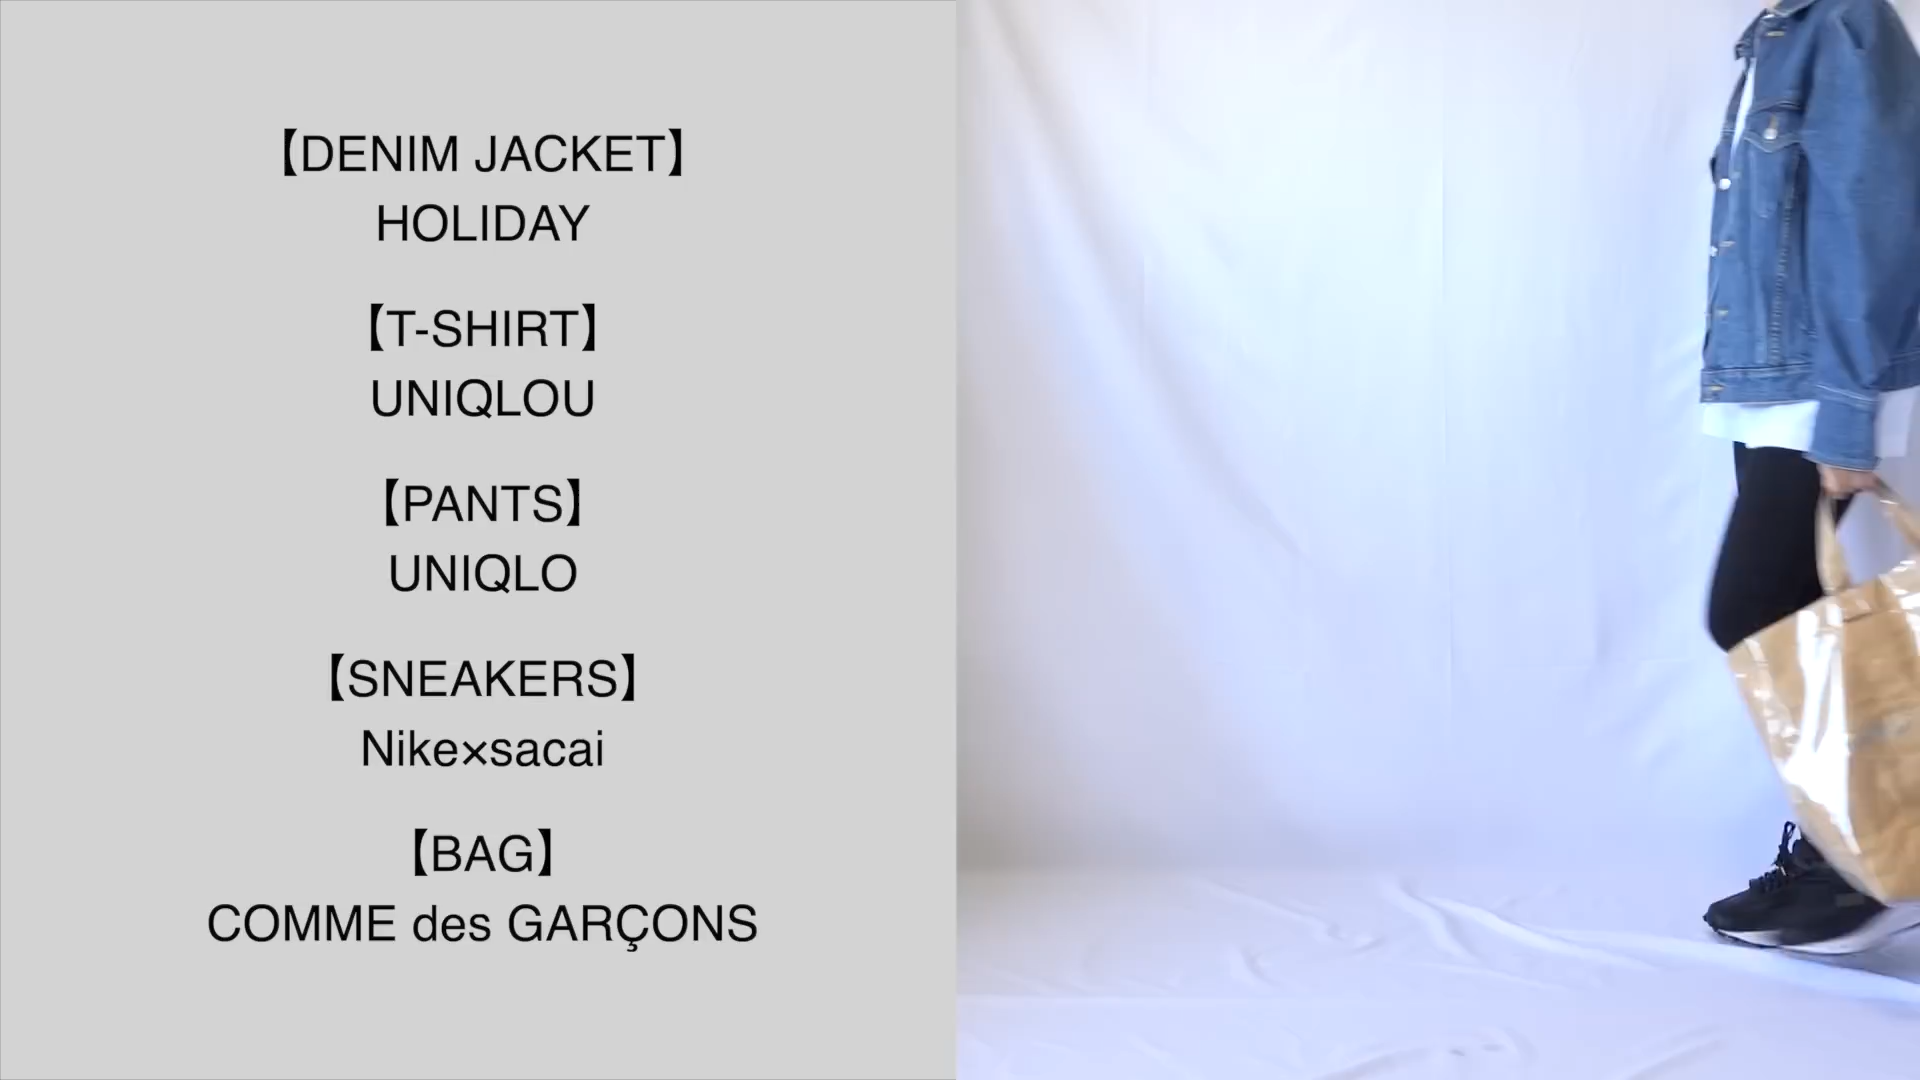 【DENIM JACKET】
HOLIDAY
【T-SHIRT】
UNIQLOU
【PANTS】
UNIQLO
【SNEAKERS】
Nike×sacai
【BAG】
COMME des GARÇONS